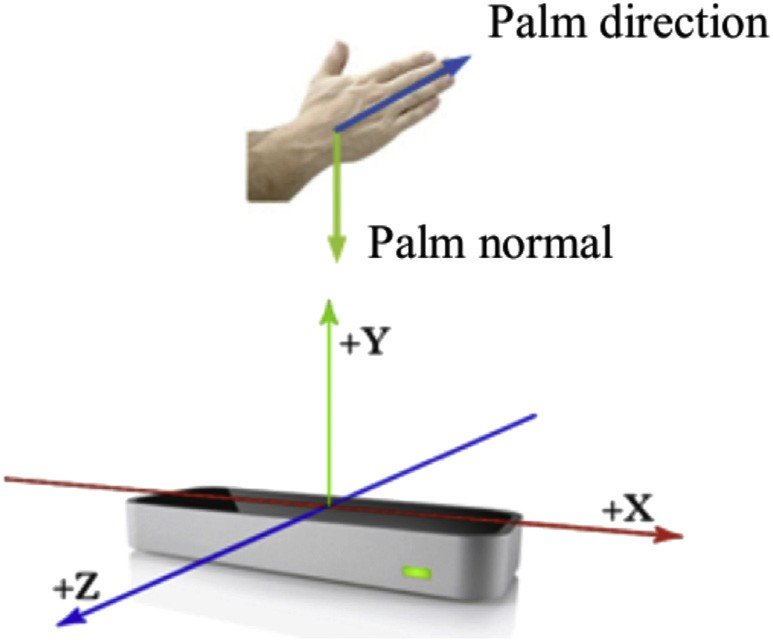 Palm direction
Palm normal
+Y
+X
+Z